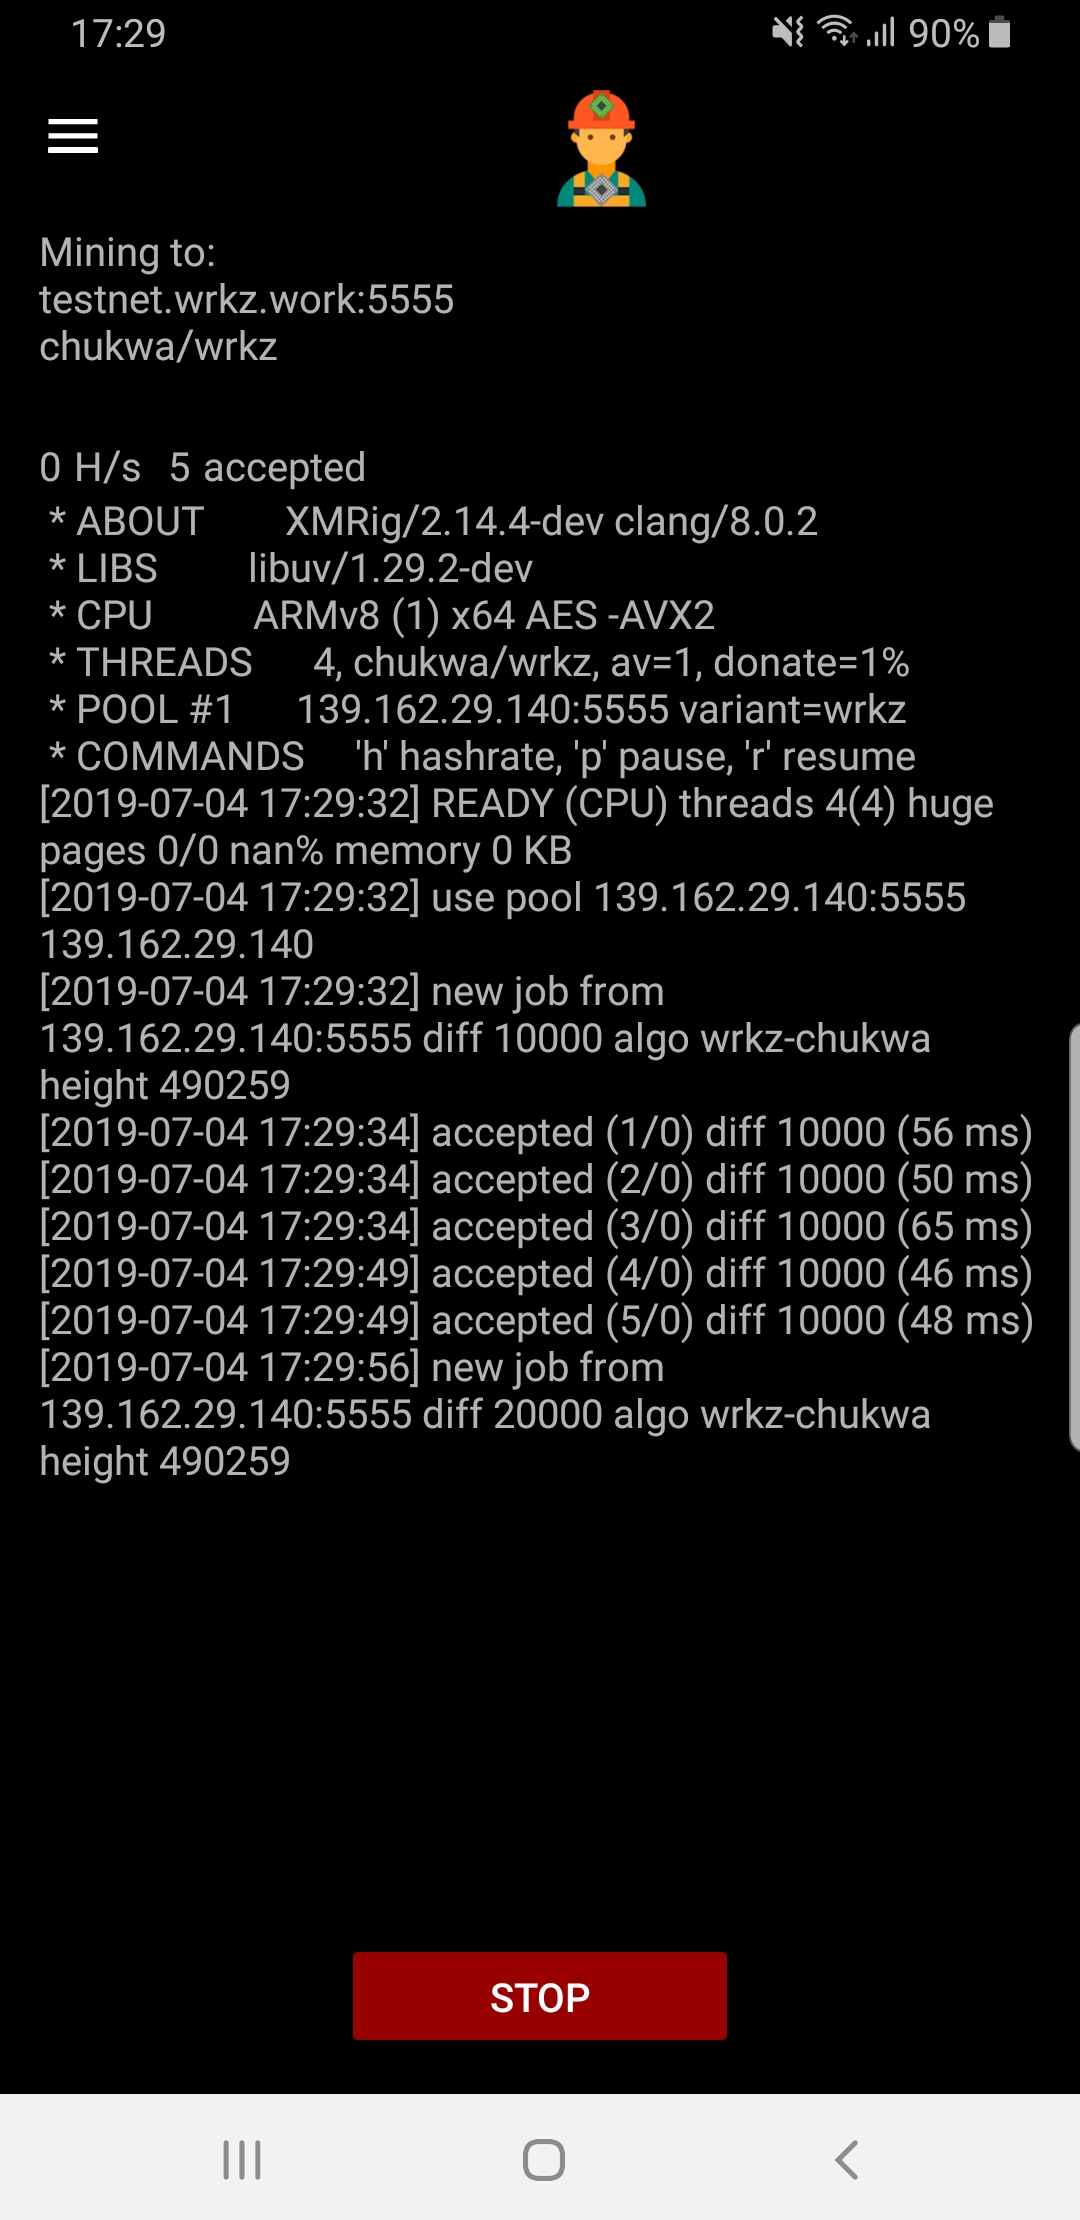 17:29
90%
Mining to:
testnet.wrkz.work:5555
chukwa/wrkz
0 H/s 5 accepted
* ABOUT XMRig/2.14.4-dev clang/8.0.2
* LIBS libuv/1.29.2-dev
* CPU ARMv8 (1) x64 AES -AVX2
* THREADS 4, chukwa/wrkz, av=1, donate=1%
* POOL #1 139.162.29.140:5555 variant=wrkz
* COMMANDS 'h' hashrate, 'p' pause, 'r' resume
[2019-07-04 17:29:32] READY (CPU) threads 4(4) huge
pages 0/0 nan% memory 0 KB
[2019-07-04 17:29:32] use pool 139.162.29.140:5555
139.162.29.140
[2019-07-04 17:29:32] new job from
139.162.29.140:5555 diff 10000 algo wrkz-chukwa
height 490259
[2019-07-04 17:29:34] accepted (1/0) diff 10000 (56 ms)
[2019-07-04 17:29:34] accepted (2/0) diff 10000 (50 ms)
[2019-07-04 17:29:34] accepted (3/0) diff 10000 (65 ms)
[2019-07-04 17:29:49] accepted (4/0) diff 10000 (46 ms)
[2019-07-04 17:29:49] accepted (5/0) diff 10000 (48 ms)
[2019-07-04 17:29:56] new job from
139.162.29.140:5555 diff 20000 algo wrkz-chukwa
height 490259
STOP